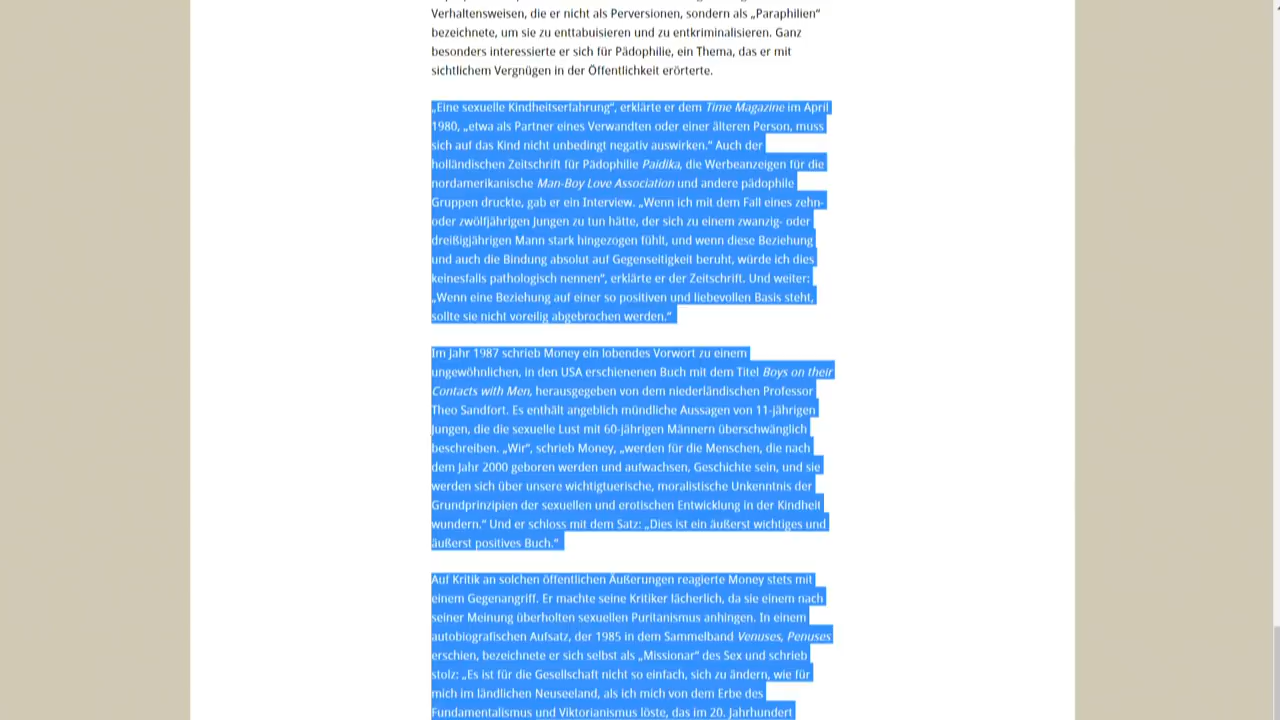 Verhaltensweisen, die er nicht als Perversionen, sondern als „Paraphilien“
bezeichnete, um sie zu enttabuisieren und zu entkriminalisieren. Ganz
besonders interessierte er sich für Pädophilie, ein Thema, das er mit
sichtlichem Vergnügen in der Öffentlichkeit erörterte.
„Eine sexuelle Kindheitserfahrung“, erklärte er dem Time Magazine im April
1980, „etwa als Partner eines Verwandten oder einer älteren Person, muss
sich auf das Kind nicht unbedingt negativ auswirken.“ Auch der
holländischen Zeitschrift für Pädophilie Paidika, die Werbeanzeigen für die
nordamerikanische Man-Boy Love Association und andere pädophile
Gruppen druckte, gab er ein Interview. „Wenn ich mit dem Fall eines zehn-
oder zwölfjährigen Jungen zu tun hätte, der sich zu einem zwanzig- oder
dreißigjährigen Mann stark hingezogen fühlt, und wenn diese Beziehung
und auch die Bindung absolut auf Gegenseitigkeit beruht, würde ich dies
keinesfalls pathologisch nennen“, erklärte er der Zeitschrift. Und weiter:
„Wenn eine Beziehung auf einer so positiven und liebevollen Basis steht,
sollte sie nicht voreilig abgebrochen werden.“
Im Jahr 1987 schrieb Money ein lobendes Vorwort zu einem
ungewöhnlichen, in den USA erschienenen Buch mit dem Titel Boys on their
Contacts with Men, herausgegeben von dem niederländischen Professor
Theo Sandfort. Es enthält angeblich mündliche Aussagen von 11-jährigen
Jungen, die die sexuelle Lust mit 60-jährigen Männern überschwänglich
beschreiben. „Wir“, schrieb Money, „werden für die Menschen, die nach
dem Jahr 2000 geboren werden und aufwachsen, Geschichte sein, und sie
werden sich über unsere wichtigtuerische, moralistische Unkenntnis der
Grundprinzipien der sexuellen und erotischen Entwicklung in der Kindheit
wundern.“ Und er schloss mit dem Satz: „Dies ist ein äußerst wichtiges und
äußerst positives Buch.“
Auf Kritik an solchen öffentlichen Äußerungen reagierte Money stets mit
einem Gegenangriff. Er machte seine Kritiker lächerlich, da sie einem nach
seiner Meinung überholten sexuellen Puritanismus anhingen. In einem
autobiografischen Aufsatz, der 1985 in dem Sammelband Venuses, Penuses
erschien, bezeichnete er sich selbst als „Missionar“ des Sex und schrieb
stolz: „Es ist für die Gesellschaft nicht so einfach, sich zu ändern, wie für
mich im ländlichen Neuseeland, als ich mich von dem Erbe des
Fundamentalismus und Viktorianismus löste, das im 20. Jahrhundert